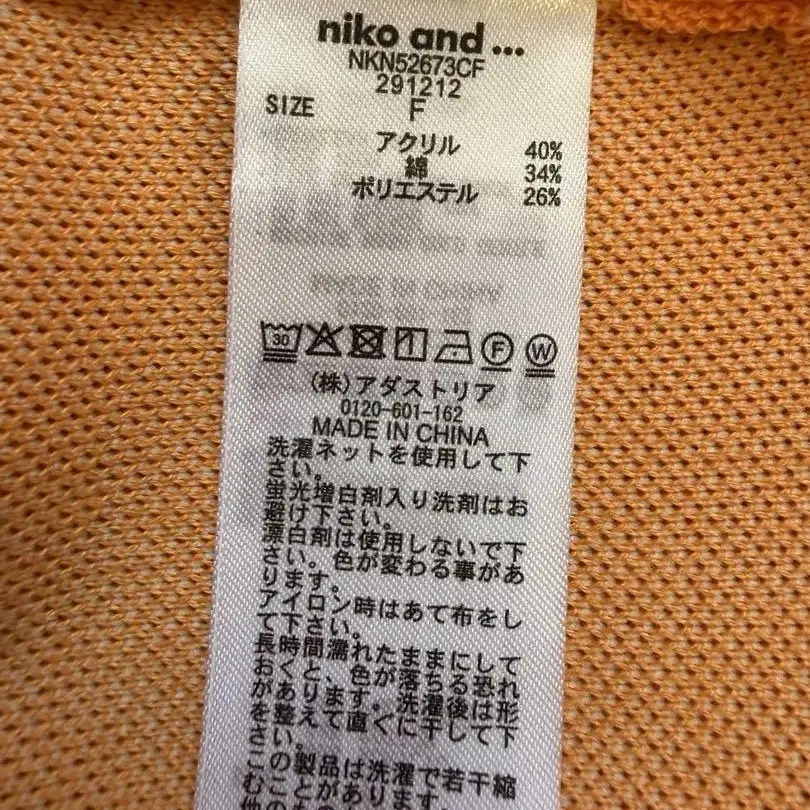 niko and ...
NKN52673CF
291212
SIZE F
アクリル 40%
綿 34%
ポリエステル 26%
30
F
W
(株)アダストリア
0120-601-162
MADE IN CHINA
洗濯ネットを使用して下
さい。
蛍光増白剤入り洗剤はお
避け下さい。
漂白剤は使用しないで下
さい。色が変わる事があ
ります。
アイロン時はあて布をし
て下さい。
長時間濡れたままにして
おくと、色が落ちる恐れ
があります。洗濯後は形
を整えて直ぐに干して下
さい。
この製品は洗濯で若干縮
むことがあります。